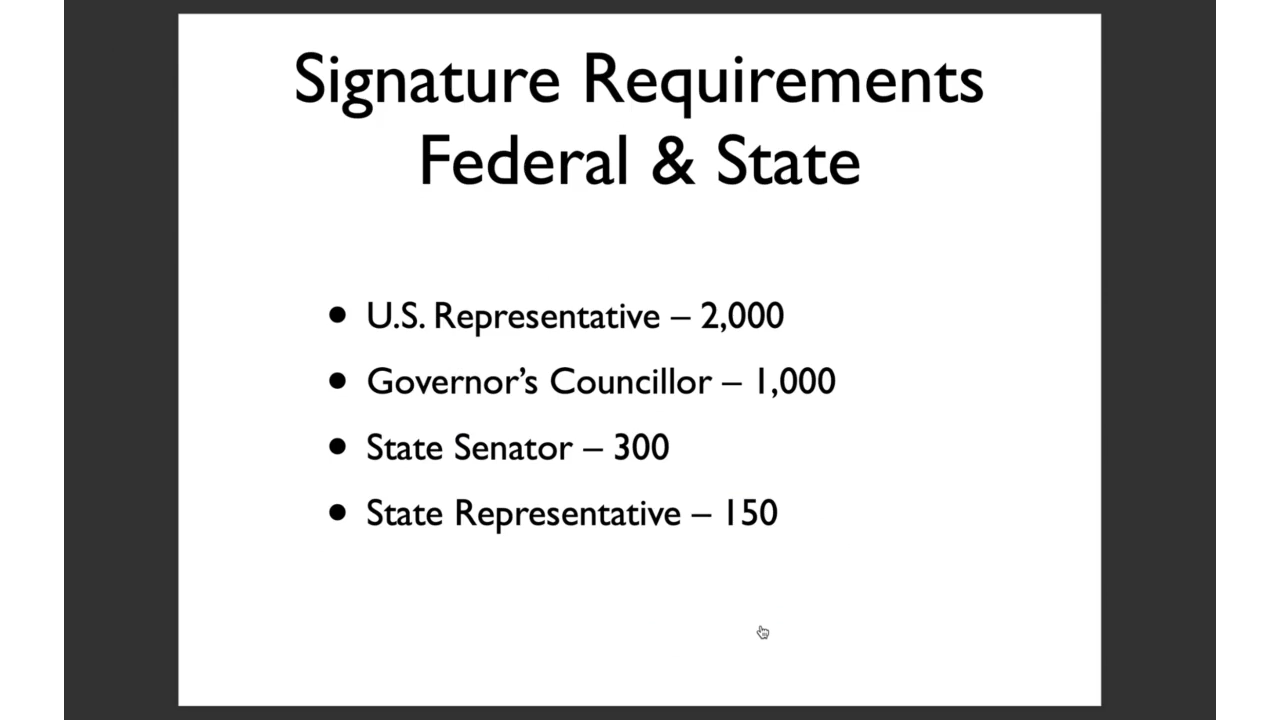 Signature Requirements
Federal & State
• U.S. Representative – 2,000
• Governor’s Councillor – 1,000
• State Senator – 300
• State Representative – 150